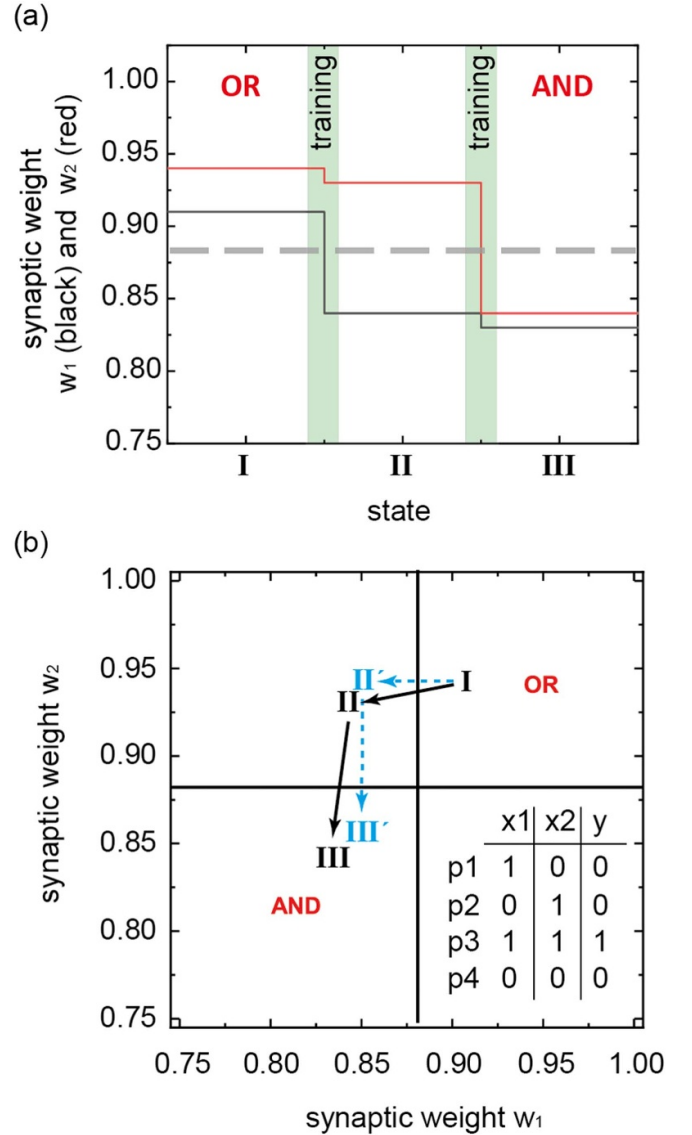 (a)
synaptic weight
w₁ (black) and w₂ (red)
1.00
0.95
0.90
0.85
0.80
0.75
OR
training
training
AND
I
II
III
state
(b)
synaptic weight w₂
1.00
0.95
0.90
0.85
0.80
0.75
II´
I
OR
II
III´
III
AND
x1 x2 y
p1 1 0 0
p2 0 1 0
p3 1 1 1
p4 0 0 0
0.75 0.80 0.85 0.90 0.95 1.00
synaptic weight w₁